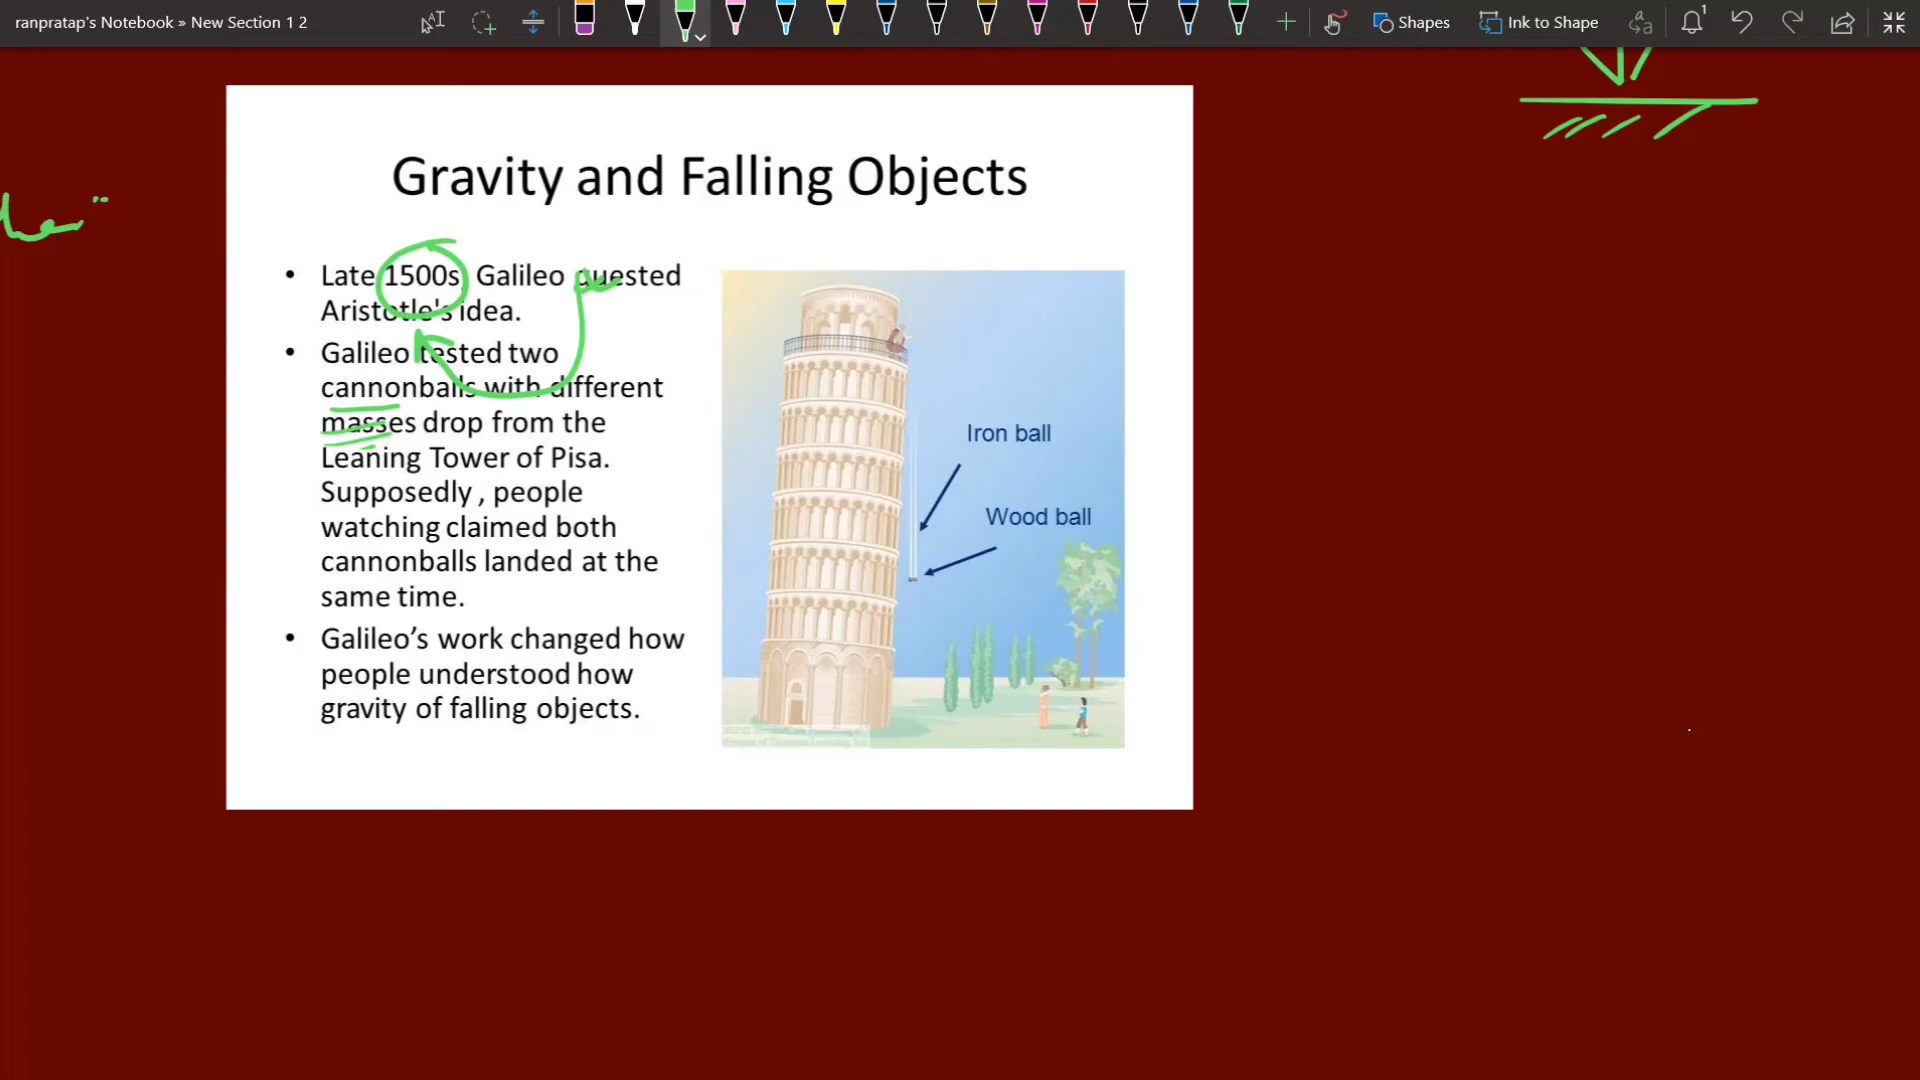 ranpratap's Notebook » New Section 1 2
Shapes
Ink to Shape
1
Gravity and Falling Objects
• Late 1500s, Galileo quested
Aristotle's idea.
• Galileo tested two
cannonballs with different
masses drop from the
Leaning Tower of Pisa.
Supposedly , people
watching claimed both
cannonballs landed at the
same time.
• Galileo’s work changed how
people understood how
gravity of falling objects.
Iron ball
Wood ball